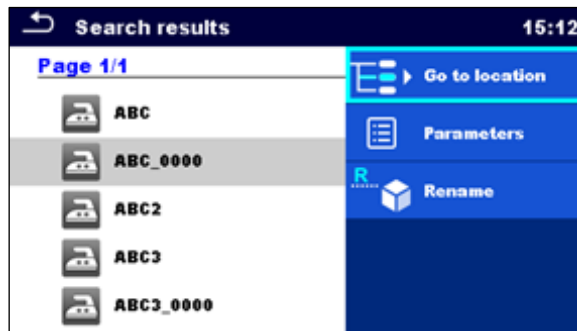 Search results 15:12
Page 1/1
ABC
ABC_0000
ABC2
ABC3
ABC3_0000
Go to location
Parameters
R
Rename